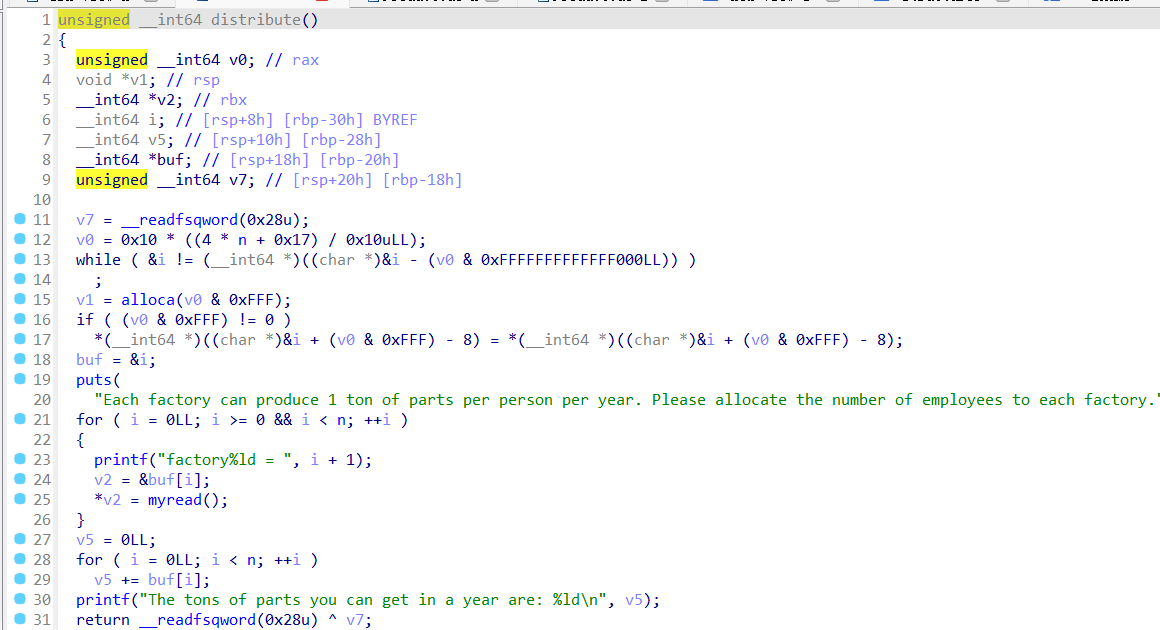 1 unsigned __int64 distribute()
2 {
3 unsigned __int64 v0; // rax
4 void *v1; // rsp
5 __int64 *v2; // rbx
6 __int64 i; // [rsp+8h] [rbp-30h] BYREF
7 __int64 v5; // [rsp+10h] [rbp-28h]
8 __int64 *buf; // [rsp+18h] [rbp-20h]
9 unsigned __int64 v7; // [rsp+20h] [rbp-18h]
10
11 v7 = __readfsqword(0x28u);
12 v0 = 0x10 * ((4 * n + 0x17) / 0x10uLL);
13 while ( &i != (__int64 *)((char *)&i - (v0 & 0xFFFFFFFFFFFFF000LL)) )
14 ;
15 v1 = alloca(v0 & 0xFFF);
16 if ( (v0 & 0xFFF) != 0 )
17 *(__int64 *)((char *)&i + (v0 & 0xFFF) - 8) = *(__int64 *)((char *)&i + (v0 & 0xFFF) - 8);
18 buf = &i;
19 puts(
20 "Each factory can produce 1 ton of parts per person per year. Please allocate the number of employees to each factory."
21 for ( i = 0LL; i >= 0 && i < n; ++i )
22 {
23 printf("factory%ld = ", i + 1);
24 v2 = &buf[i];
25 *v2 = myread();
26 }
27 v5 = 0LL;
28 for ( i = 0LL; i < n; ++i )
29 v5 += buf[i];
30 printf("The tons of parts you can get in a year are: %ld\n", v5);
31 return __readfsqword(0x28u) ^ v7;